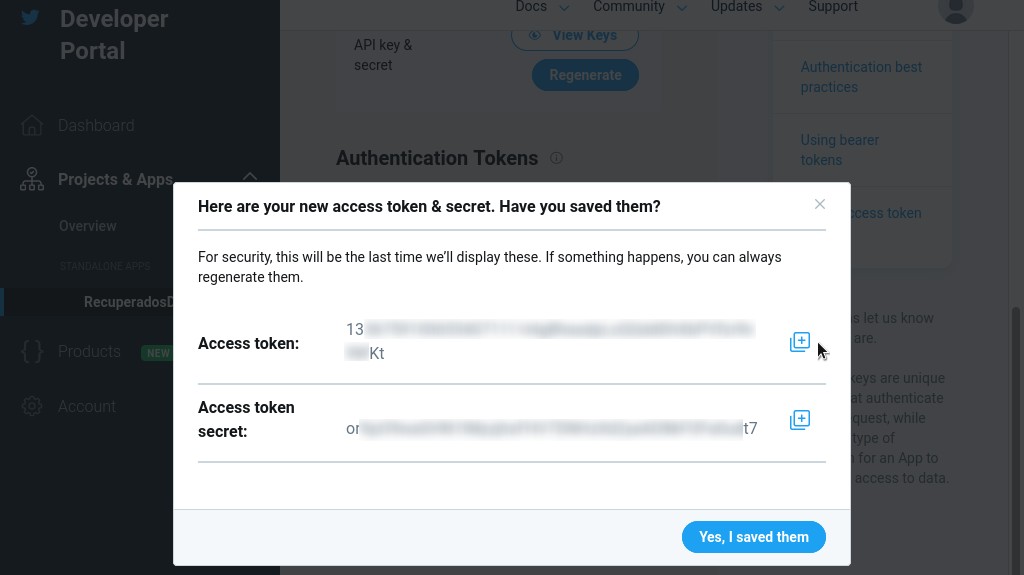 Developer
Portal
Docs
Community
Updates
Support
Dashboard
Projects & Apps
Overview
STANDALONE APPS
RecuperadosD
Products
NEW
Account
API key &
secret
View Keys
Regenerate
Authentication Tokens
Authentication best
practices
Using bearer
tokens
ccess token
s let us know
are.
keys are unique
at authenticate
quest, while
type of
n for an App to
access to data.
Here are your new access token & secret. Have you saved them?
For security, this will be the last time we’ll display these. If something happens, you can always
regenerate them.
Access token:
13
Kt
Access token
secret:
or
t7
Yes, I saved them